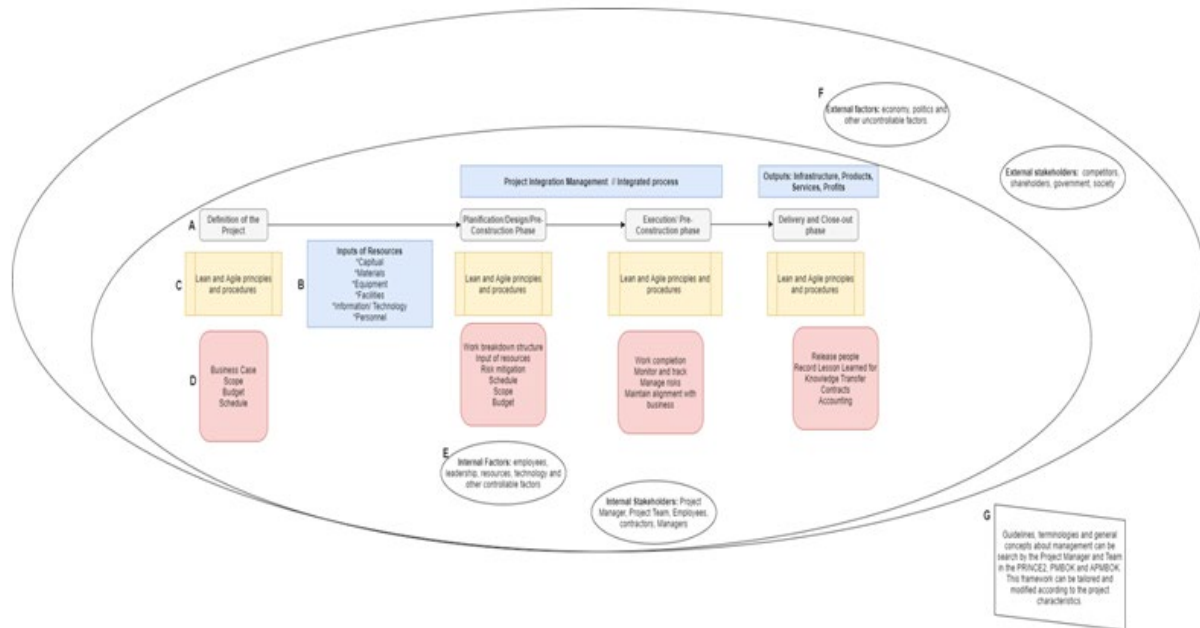 F
External factors: economy, politics and
other uncontrollable factors.
External stakeholders: competitors,
shareholders, government, society
Project Integration Management // Integrated process
Outputs: Infrastructure, Products,
Services, Profits
A
Definition of the
Project
Planification/Design/Pre-
Construction Phase
Execution/ Pre-
Construction phase
Delivery and Close-out
phase
C
Lean and Agile principles
and procedures
B
Inputs of Resources
*Capitual
*Materials
*Equipment
*Facilities
*Information/ Technology
*Personnel
Lean and Agile principles
and procedures
Lean and Agile principles and
procedures
Lean and Agile principles
and procedures
D
Business Case
Scope
Budget
Schedule
Work breakdown structure
Input of resources
Risk mitigation
Schedule
Scope
Budget
Work completion
Monitor and track
Manage risks
Maintain alignment with
business
Release people
Record Lesson Learned for
Knowledge Transfer
Contracts
Accounting
E
Internal Factors: employees,
leadership, resources, technology and
other controllable factors
Internal Stakeholders: Project
Manager, Project Team, Employees,
contractors, Managers
G
Guidelines, terminologies and general
concepts about management can be
search by the Project Manager and Team
in the PRINCE2, PMBOK and APMBOK.
This framework can be tailored and
modified according to the project
characteristics